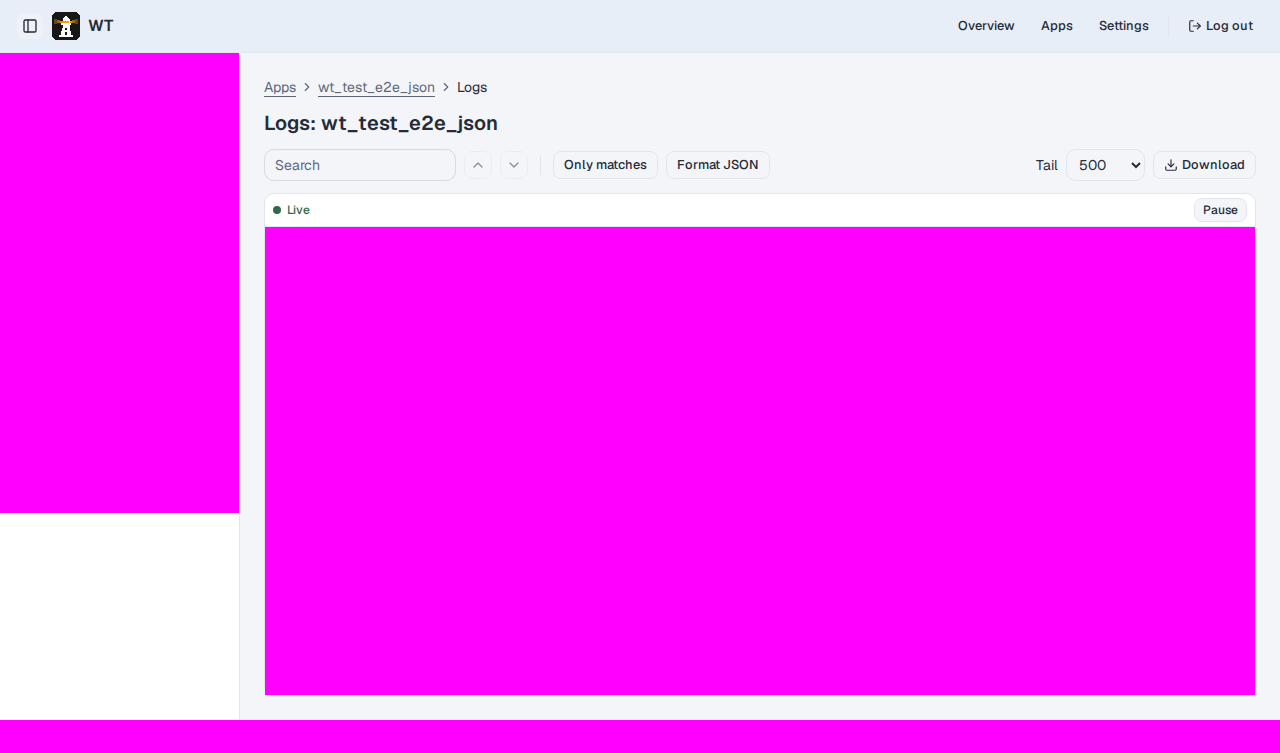 WT
Overview
Apps
Settings
Log out
Apps
wt_test_e2e_json
Logs
Logs: wt_test_e2e_json
Search
Only matches
Format JSON
Tail
500
Download
Live
Pause